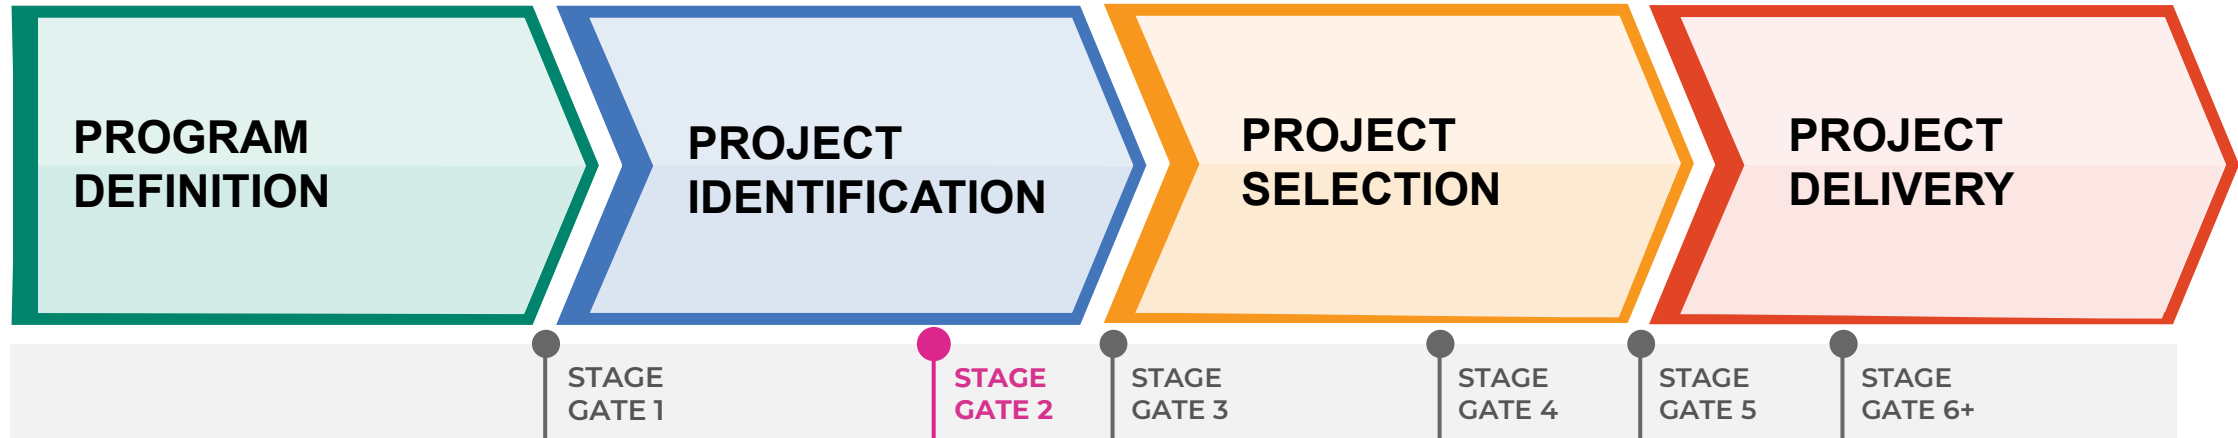 PROGRAM
DEFINITION
PROJECT
IDENTIFICATION
PROJECT
SELECTION
PROJECT
DELIVERY
STAGE
GATE 1
STAGE
GATE 2
STAGE
GATE 3
STAGE
GATE 4
STAGE
GATE 5
STAGE
GATE 6+